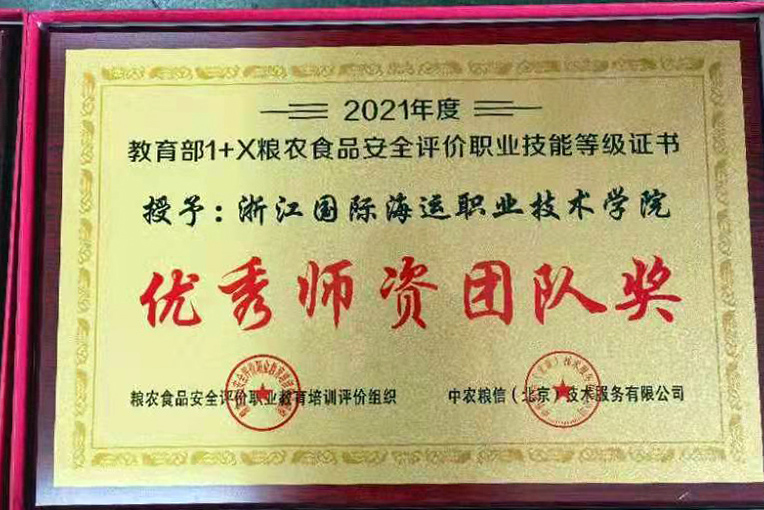 2021年度
教育部1+X粮农食品安全评价职业技能等级证书
授予：浙江国际海运职业技术学院
优秀师资团队奖
粮农食品安全评价职业教育培训评价组织
中农粮信（北京）技术服务有限公司